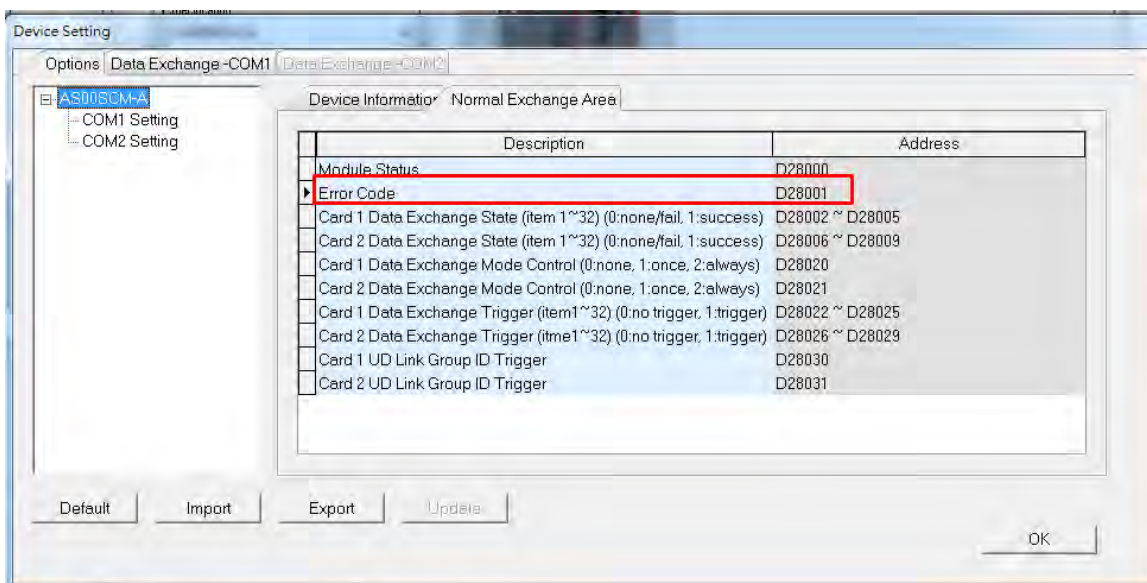 Device Setting
Options Data Exchange -COM1 Data Exchange -COM2
AS00SCM-A
COM1 Setting
COM2 Setting
Device Information Normal Exchange Area
Description Address
Module Status D28000
Error Code D28001
Card 1 Data Exchange State (item 1~32) (0:none/fail, 1:success) D28002 ~ D28005
Card 2 Data Exchange State (item 1~32) (0:none/fail, 1:success) D28006 ~ D28009
Card 1 Data Exchange Mode Control (0:none, 1:once, 2:always) D28020
Card 2 Data Exchange Mode Control (0:none, 1:once, 2:always) D28021
Card 1 Data Exchange Trigger (item1~32) (0:no trigger, 1:trigger) D28022 ~ D28025
Card 2 Data Exchange Trigger (itme1~32) (0:no trigger, 1:trigger) D28026 ~ D28029
Card 1 UD Link Group ID Trigger D28030
Card 2 UD Link Group ID Trigger D28031
Default Import Export Update
OK